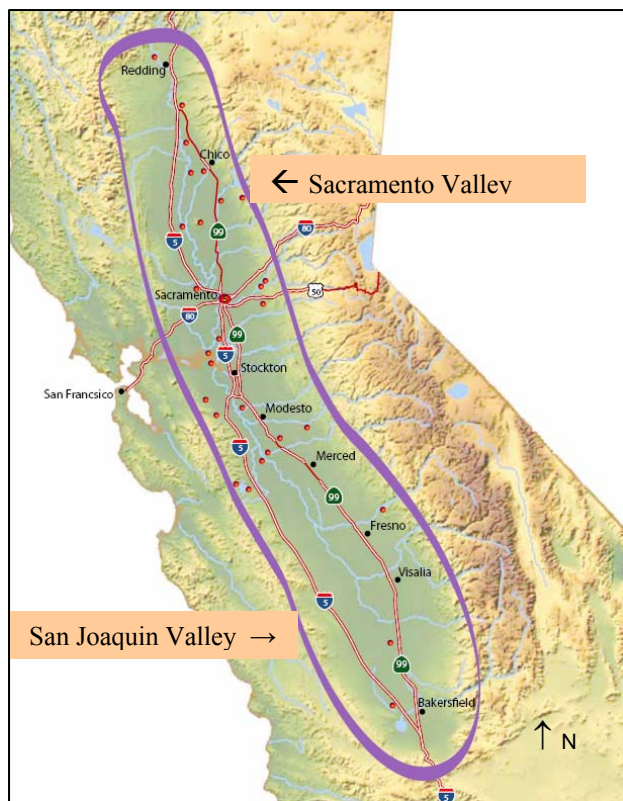 Redding
Chico
← Sacramento Valley
99
5
80
Sacramento
50
80
99
5
Stockton
San Francsico
Modesto
5
Merced
99
Fresno
Visalia
5
San Joaquin Valley →
99
Bakersfield
↑ N
5